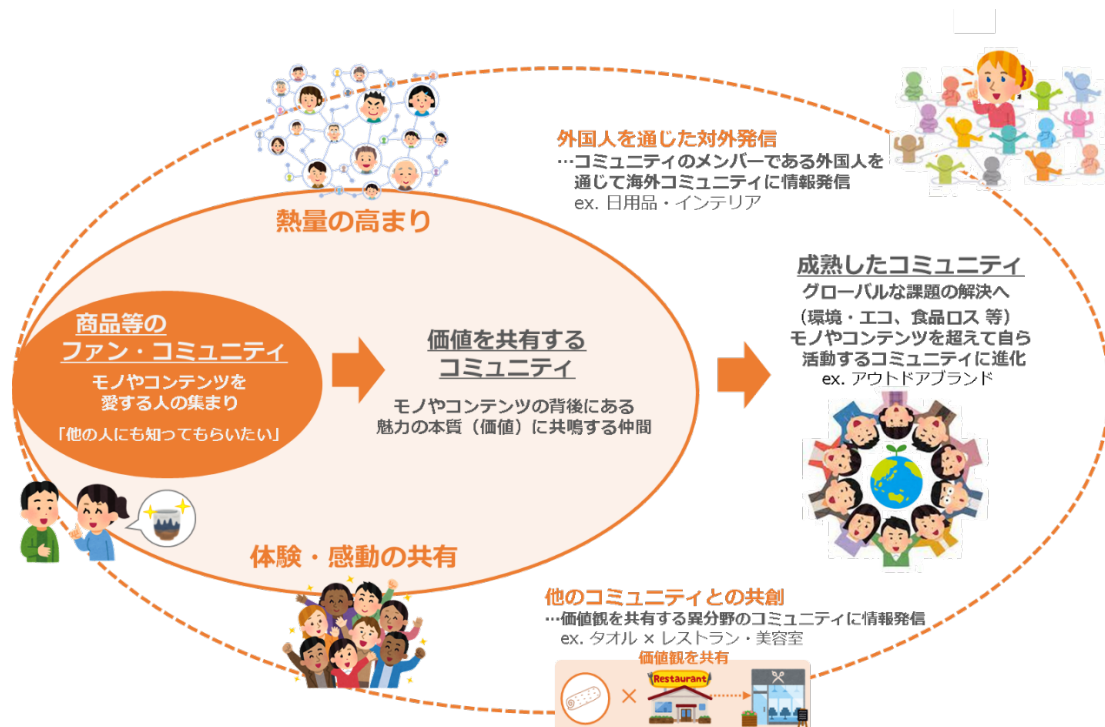 外国人を通じた対外発信
…コミュニティのメンバーである外国人を
通じて海外コミュニティに情報発信
ex. 日用品・インテリア
熱量の高まり
商品等の
ファン・コミュニティ
モノやコンテンツを
愛する人の集まり
「他の人にも知ってもらいたい」
価値を共有する
コミュニティ
モノやコンテンツの背後にある
魅力の本質（価値）に共鳴する仲間
成熟したコミュニティ
グローバルな課題の解決へ
（環境・エコ、食品ロス 等）
モノやコンテンツを超えて自ら
活動するコミュニティに進化
ex. アウトドアブランド
体験・感動の共有
他のコミュニティとの共創
…価値観を共有する異分野のコミュニティに情報発信
ex. タオル × レストラン・美容室
価値観を共有
×
Restaurant